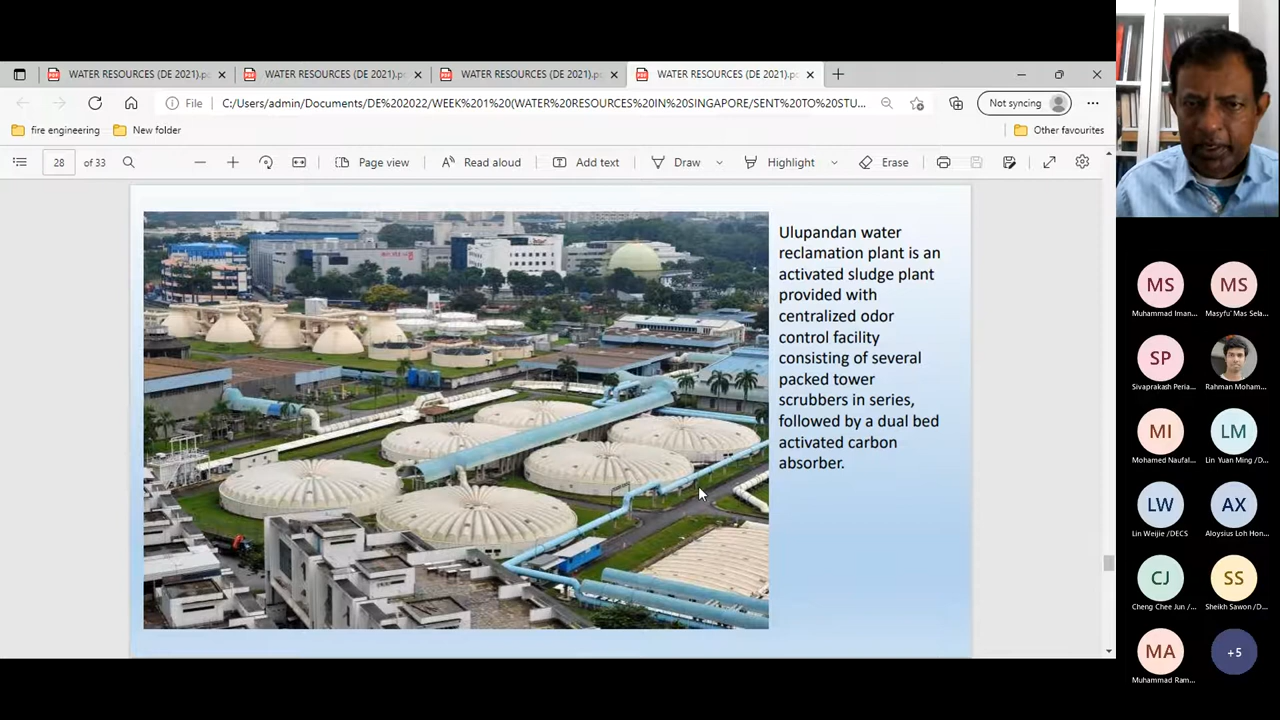 WATER RESOURCES (DE 2021).p
WATER RESOURCES (DE 2021).p
WATER RESOURCES (DE 2021).p
WATER RESOURCES (DE 2021).p
File
C:/Users/admin/Documents/DE%202022/WEEK%201%20(WATER%20RESOURCES%20IN%20SINGAPORE/SENT%20TO%20STU...
Not syncing
fire engineering
New folder
Other favourites
28 of 33
Page view
Read aloud
Add text
Draw
Highlight
Erase
Ulupandan water
reclamation plant is an
activated sludge plant
provided with
centralized odor
control facility
consisting of several
packed tower
scrubbers in series,
followed by a dual bed
activated carbon
absorber.
MS
Muhammad Iman...
MS
Masyfu' Mas Sela...
SP
Sivaprakash Peria...
Rahman Moham...
MI
Mohamed Naufal...
LM
Lin Yuan Ming /D...
LW
Lin Weijie /DECS
AX
Aloysius Loh Hon...
CJ
Cheng Chee Jun /...
SS
Sheikh Sawon /D...
MA
Muhammad Ram...
+5